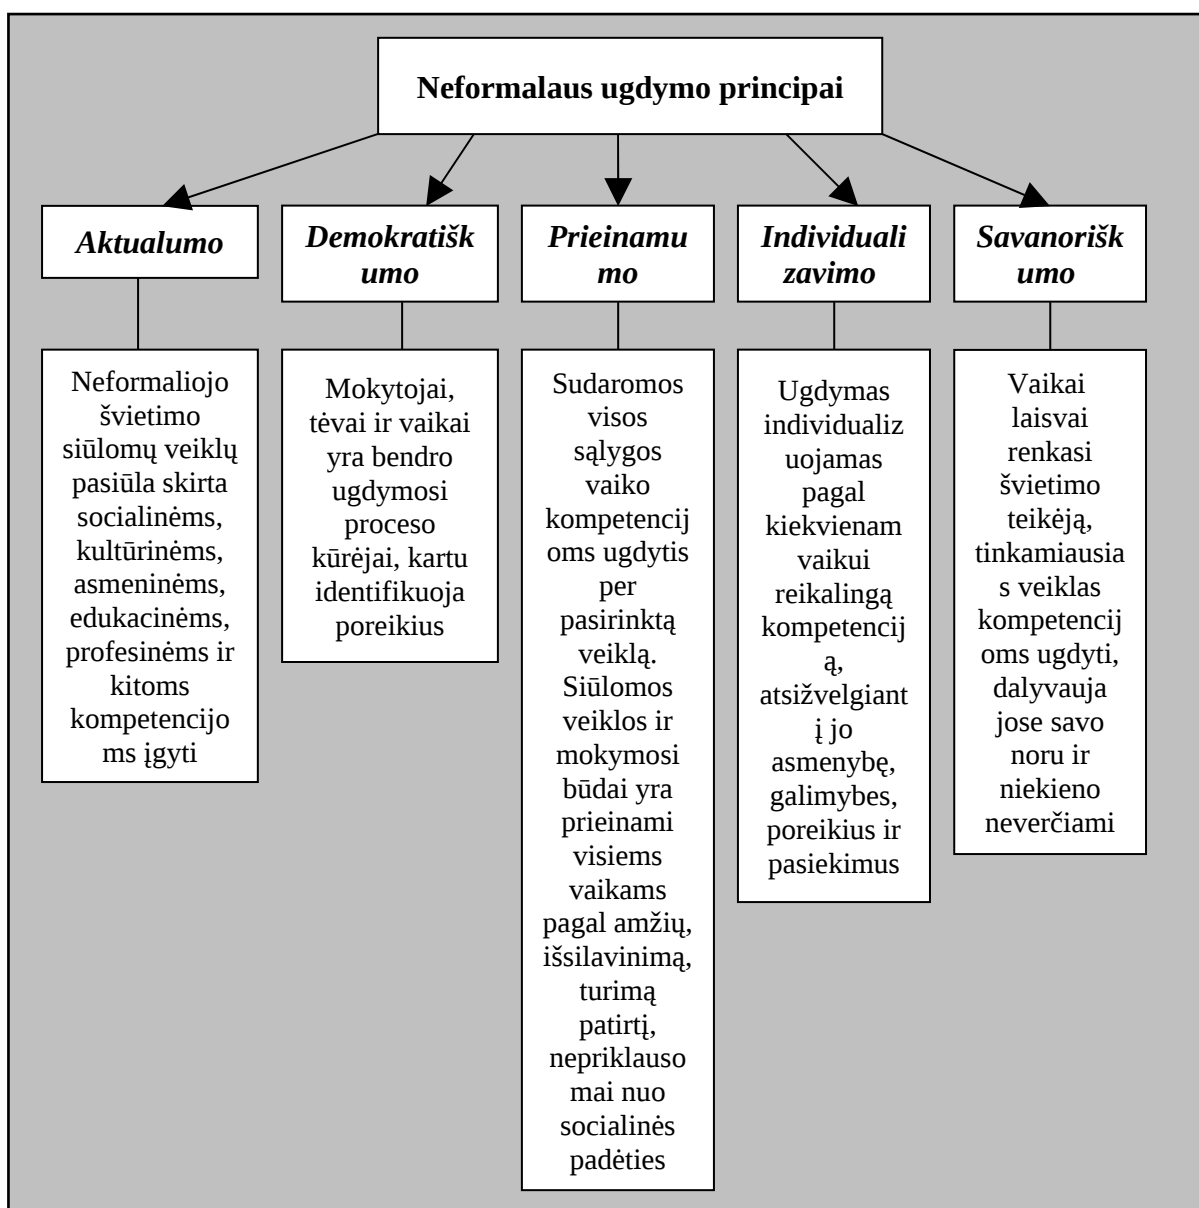 Neformalaus ugdymo principai
Aktualumo
Demokratišk
umo
Prieinamu
mo
Individuali
zavimo
Savanorišk
umo
Neformaliojo
švietimo
siūlomų veiklų
pasiūla skirta
socialinėms,
kultūrinėms,
asmeninėms,
edukacinėms,
profesinėms ir
kitoms
kompetencijo
ms įgyti
Mokytojai,
tėvai ir vaikai
yra bendro
ugdymosi
proceso
kūrėjai, kartu
identifikuoja
poreikius
Sudaromos
visos
sąlygos
vaiko
kompetencij
oms ugdytis
per
pasirinktą
veiklą.
Siūlomos
veiklos ir
mokymosi
būdai yra
prieinami
visiems
vaikams
pagal amžių,
išsilavinimą,
turimą
patirtį,
nepriklauso
mai nuo
socialinės
padėties
Ugdymas
individualiz
uojamas
pagal
kiekvienam
vaikui
reikalingą
kompetencij
ą,
atsižvelgiant
į jo
asmenybę,
galimybes,
poreikius ir
pasiekimus
Vaikai
laisvai
renkasi
švietimo
teikėją,
tinkamiausia
s veiklas
kompetencij
oms ugdyti,
dalyvauja
jose savo
noru ir
niekieno
neverčiami